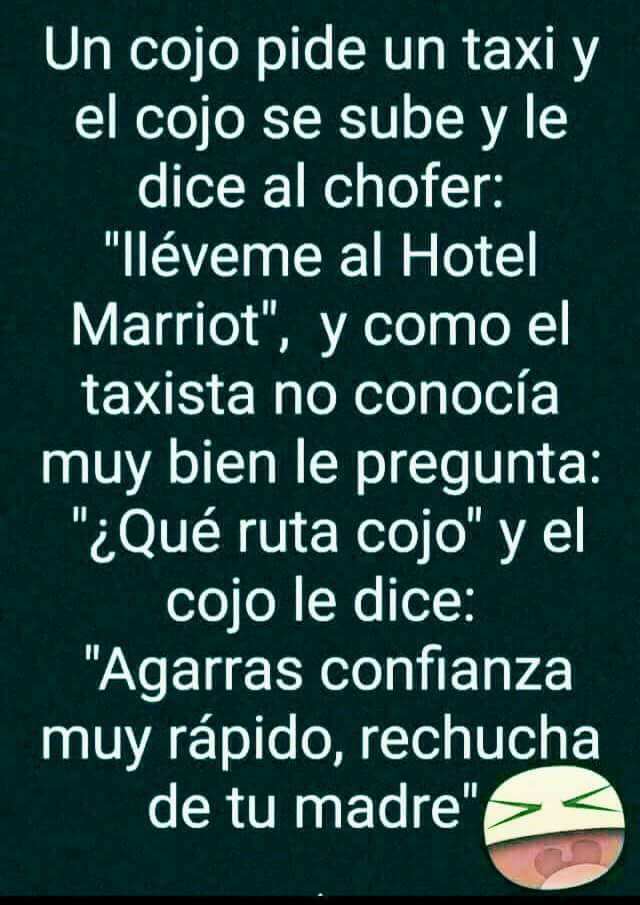 Un cojo pide un taxi y
el cojo se sube y le
dice al chofer:
"lléveme al Hotel
Marriot",  y como el
taxista no conocía
muy bien le pregunta:
"¿Qué ruta cojo" y el
cojo le dice:
"Agarras confianza
muy rápido, rechucha
de tu madre"